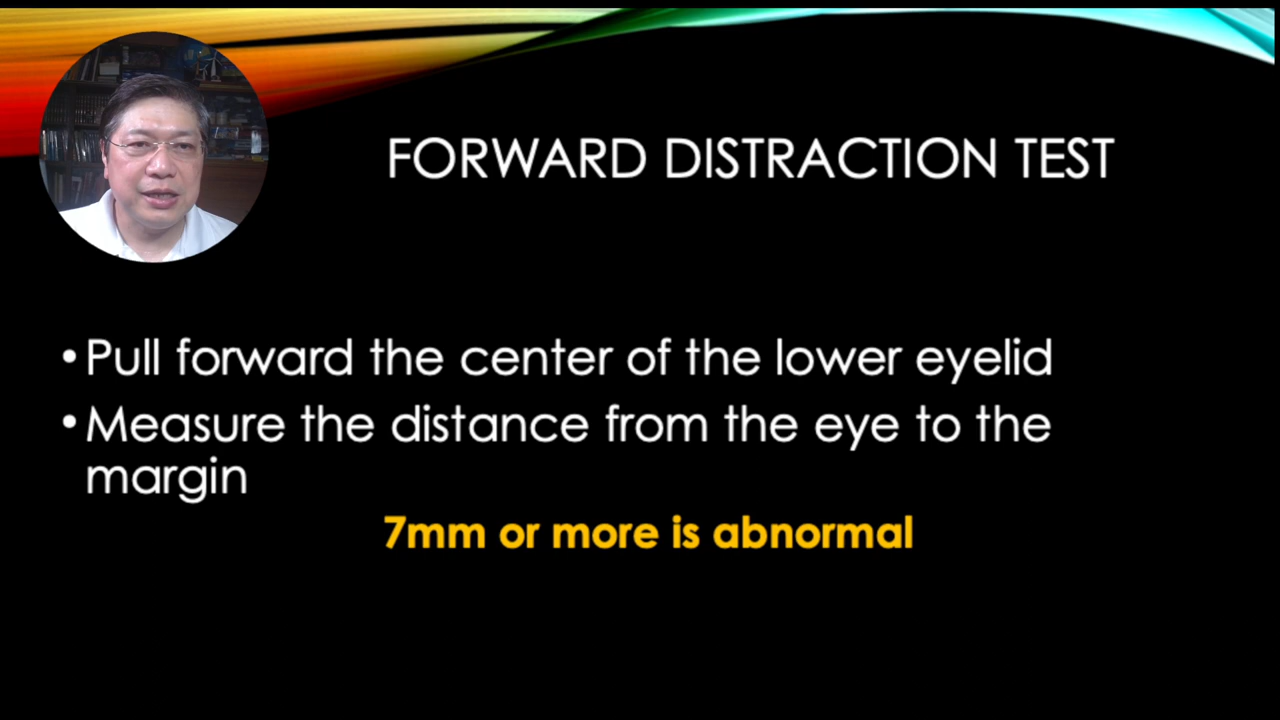 FORWARD DISTRACTION TEST
•Pull forward the center of the lower eyelid
•Measure the distance from the eye to the
margin
7mm or more is abnormal